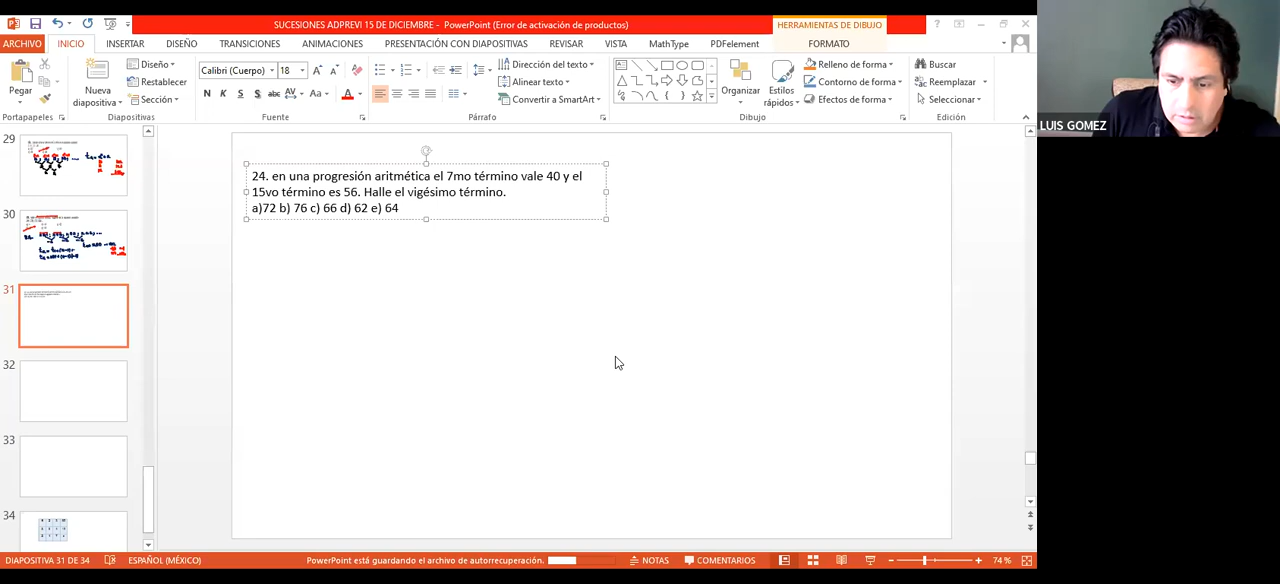 SUCESIONES ADPREVI 15 DE DICIEMBRE - PowerPoint (Error de activación de productos)
HERRAMIENTAS DE DIBUJO
ARCHIVO INICIO INSERTAR DISEÑO TRANSICIONES ANIMACIONES PRESENTACIÓN CON DIAPOSITIVAS REVISAR VISTA MathType PDFelement FORMATO
Pegar
Nueva diapositiva
Diseño
Restablecer
Sección
Calibri (Cuerpo) 18
N K S S abc AV Aa A
Dirección del texto
Alinear texto
Convertir a SmartArt
Organizar
Estilos rápidos
Relleno de forma
Contorno de forma
Efectos de forma
Buscar
Reemplazar
Seleccionar
Portapapeles Diapositivas Fuente Párrafo Dibujo Edición
LUIS GOMEZ
29
30
31
32
33
34
24. en una progresión aritmética el 7mo término vale 40 y el
15vo término es 56. Halle el vigésimo término.
a)72 b) 76 c) 66 d) 62 e) 64
DIAPOSITIVA 31 DE 34 ESPAÑOL (MÉXICO) PowerPoint está guardando el archivo de autorrecuperación. NOTAS COMENTARIOS 74 %